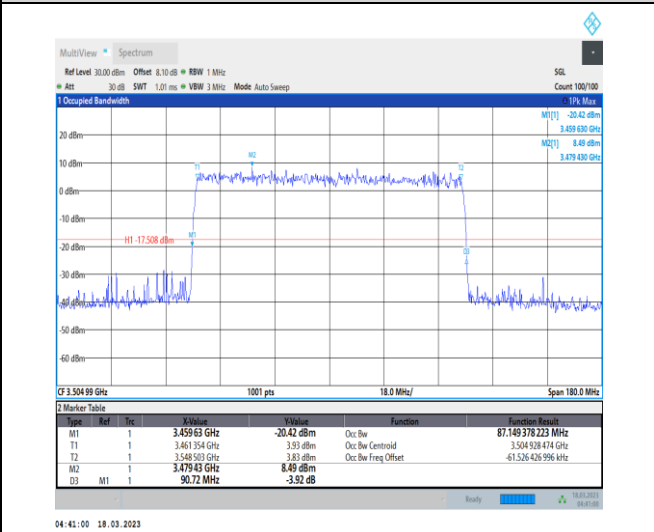 MultiView Spectrum
Ref Level 30.00 dBm Offset 8.10 dB RBW 1 MHz SGL
Att 30 dB SWT 1.01 ms VBW 3 MHz Mode Auto Sweep Count 100/100
1 Occupied Bandwidth 1Pk Max
M1[1] -20.42 dBm
3.459 630 GHz
M2[1] 8.49 dBm
3.479 430 GHz
20 dBm
10 dBm
0 dBm
-10 dBm
-20 dBm
-30 dBm
-40 dBm
-50 dBm
-60 dBm
T1
M2
T2
H1 -17.508 dBm
M1
D3
CF 3.504 99 GHz 1001 pts 18.0 MHz/ Span 180.0 MHz
2 Marker Table
Type Ref Trc X-Value Y-Value Function Function Result
M1 1 3.459 63 GHz -20.42 dBm Occ Bw 87.149 378 223 MHz
T1 1 3.461 354 GHz 3.93 dBm Occ Bw Centroid 3.504 928 474 GHz
T2 1 3.548 503 GHz 3.83 dBm Occ Bw Freq Offset -61.526 426 996 kHz
M2 1 3.479 43 GHz 8.49 dBm
D3 M1 1 90.72 MHz -3.92 dB
Ready 18.03.2023
04:41:00
04:41:00 18.03.2023